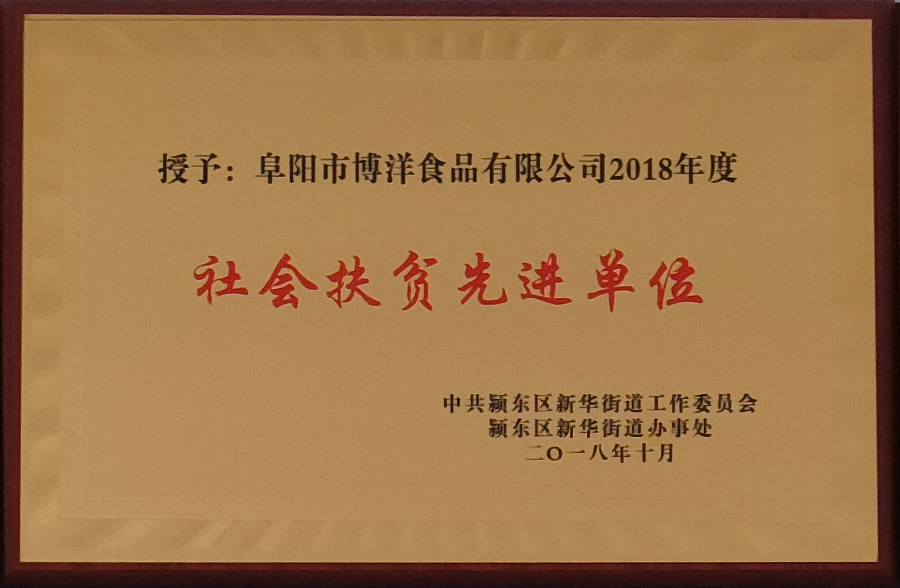 授予：阜阳市博洋食品有限公司2018年度
社会扶贫先进单位
中共颍东区新华街道工作委员会
颍东区新华街道办事处
二〇一八年十月